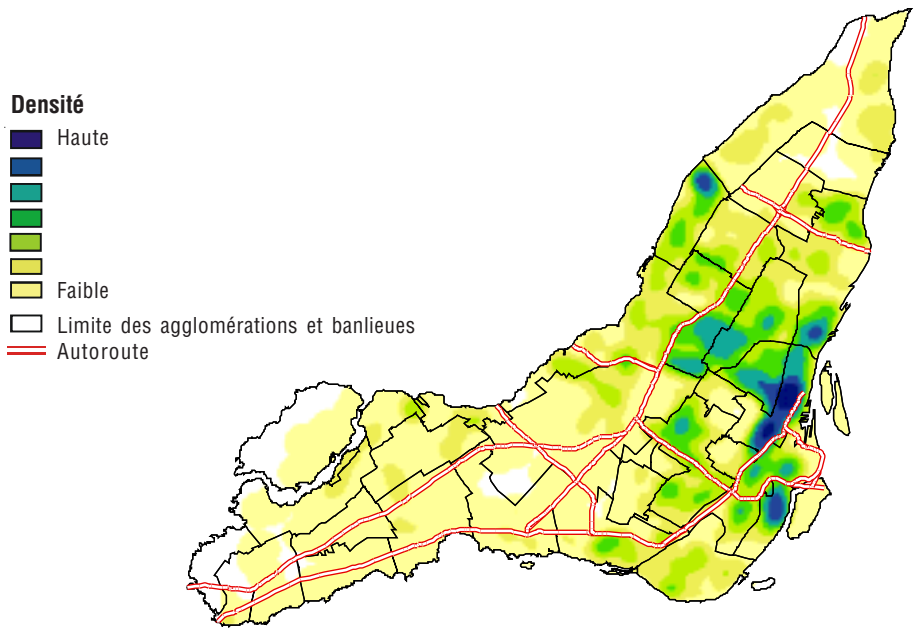 Densité
Haute
Faible
Limite des agglomérations et banlieues
Autoroute